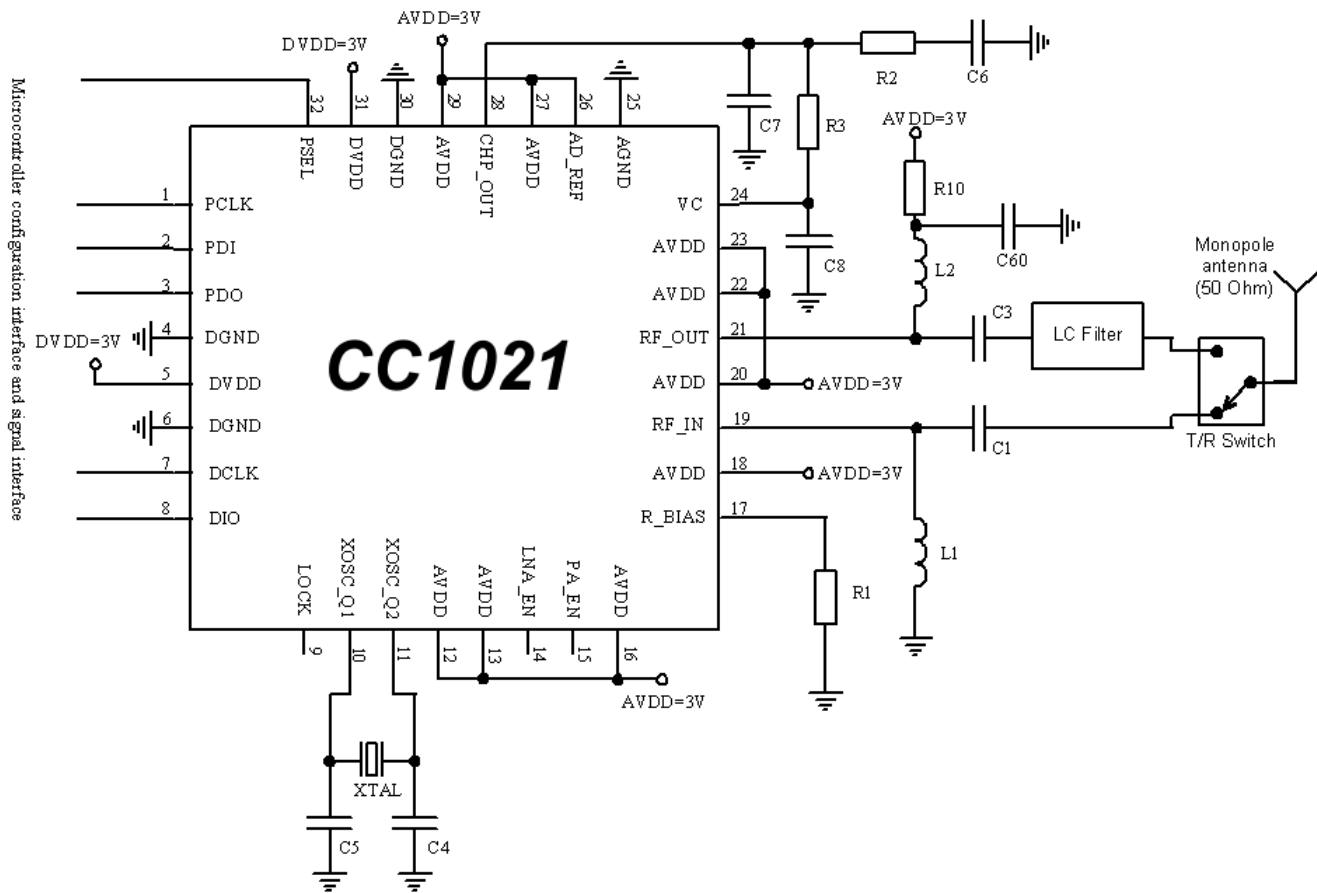 AVDD=3V
DVDD=3V
Microcontroller configuration interface and signal interface
32
31
30
29
28
27
26
25
PSEL
DVDD
DGND
AVDD
CHP_OUT
AVDD
AD_REF
AGND
R2
C6
C7
R3
AVDD=3V
R10
C60
L2
C8
1 PCLK
2 PDI
3 PDO
4 DGND
DVDD=3V
5 DVDD
6 DGND
7 DCLK
8 DIO
CC1021
VC 24
AVDD 23
AVDD 22
RF_OUT 21
AVDD 20
AVDD=3V
RF_IN 19
AVDD 18
AVDD=3V
R_BIAS 17
C3
LC Filter
Monopole
antenna
(50 Ohm)
C1
T/R Switch
L1
R1
LOCK
XOSC_Q1
XOSC_Q2
AVDD
AVDD
LNA_EN
PA_EN
AVDD
9
10
11
12
13
14
15
16
AVDD=3V
XTAL
C5
C4